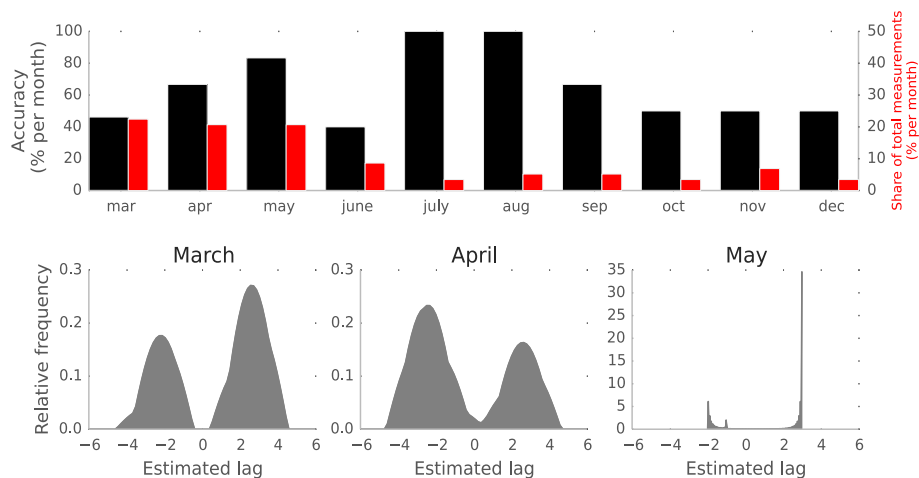 100
80
60
40
20
0
Accuracy
(% per month)
50
40
30
20
10
0
Share of total measurements
(% per month)
mar apr may june july aug sep oct nov dec
March
April
May
Relative frequency
0.3
0.2
0.1
0.0
0.3
0.2
0.1
0.0
35
30
25
20
15
10
5
0
−6 −4 −2 0 2 4 6
−6 −4 −2 0 2 4 6
−6 −4 −2 0 2 4 6
Estimated lag
Estimated lag
Estimated lag